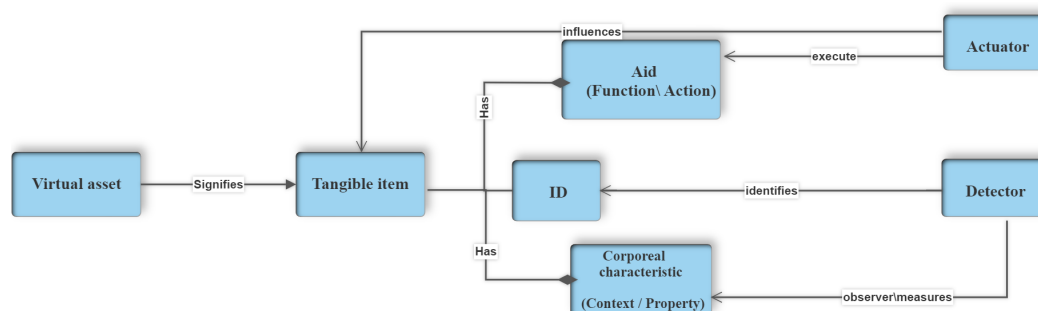 influences
Actuator
Aid
(Function\ Action)
execute
Has
Virtual asset
Signifies
Tangible item
ID
identifies
Detector
Has
Corporeal
characteristic
(Context / Property)
observer\measures